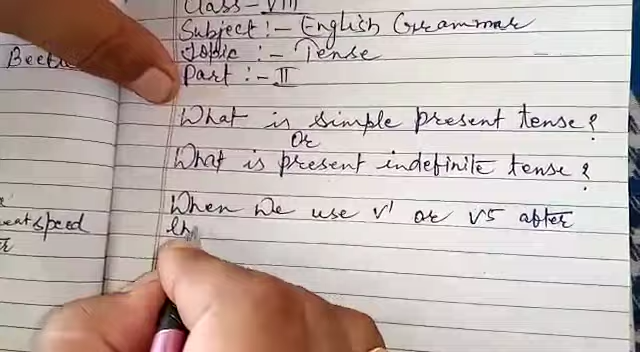 Class - VIII
Subject :- English Grammar
Topic :- Tense
Part :- II
What is simple present tense?
Or
What is present indefinite tense?
When we use V1 or V5 after